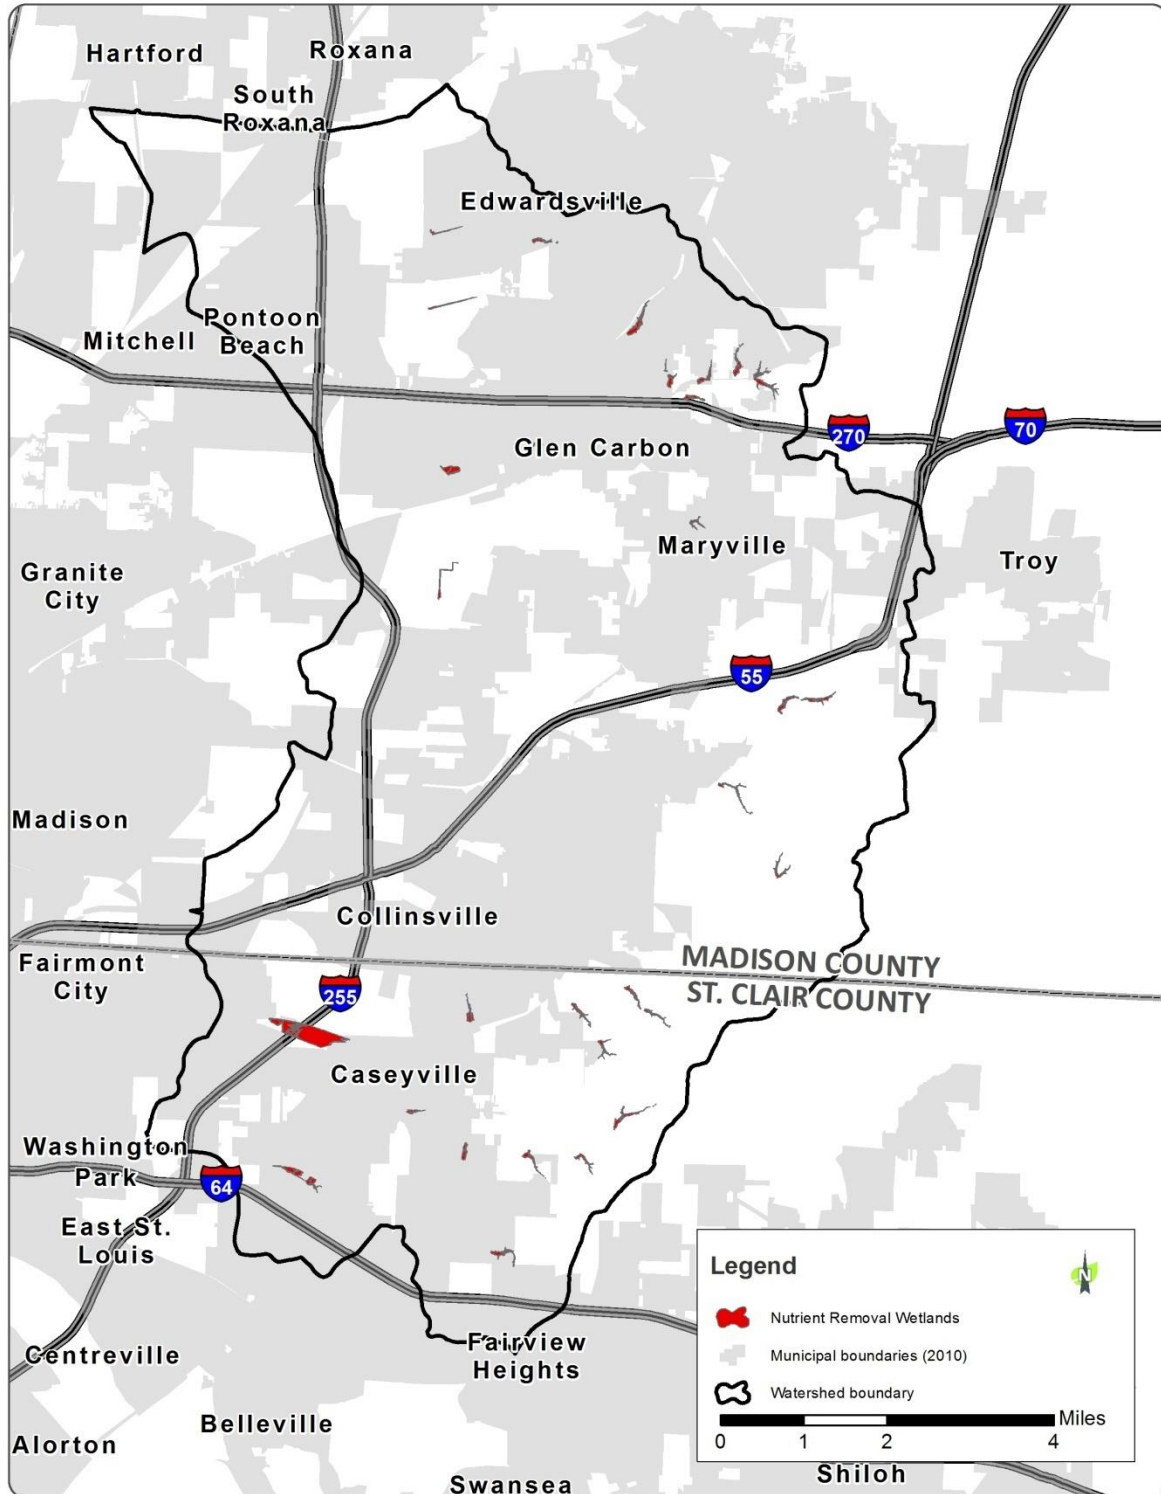 Hartford
Roxana
South
Roxana
Edwardsville
Pontoon
Beach
Mitchell
270
70
Glen Carbon
Maryville
Troy
Granite
City
55
Madison
Collinsville
MADISON COUNTY
ST. CLAIR COUNTY
Fairmont
City
255
Caseyville
Washington
Park
64
East St.
Louis
Fairview
Heights
Centreville
Belleville
Alorton
Swansea
Shiloh
Legend
N
Nutrient Removal Wetlands
Municipal boundaries (2010)
Watershed boundary
Miles
0 1 2 4